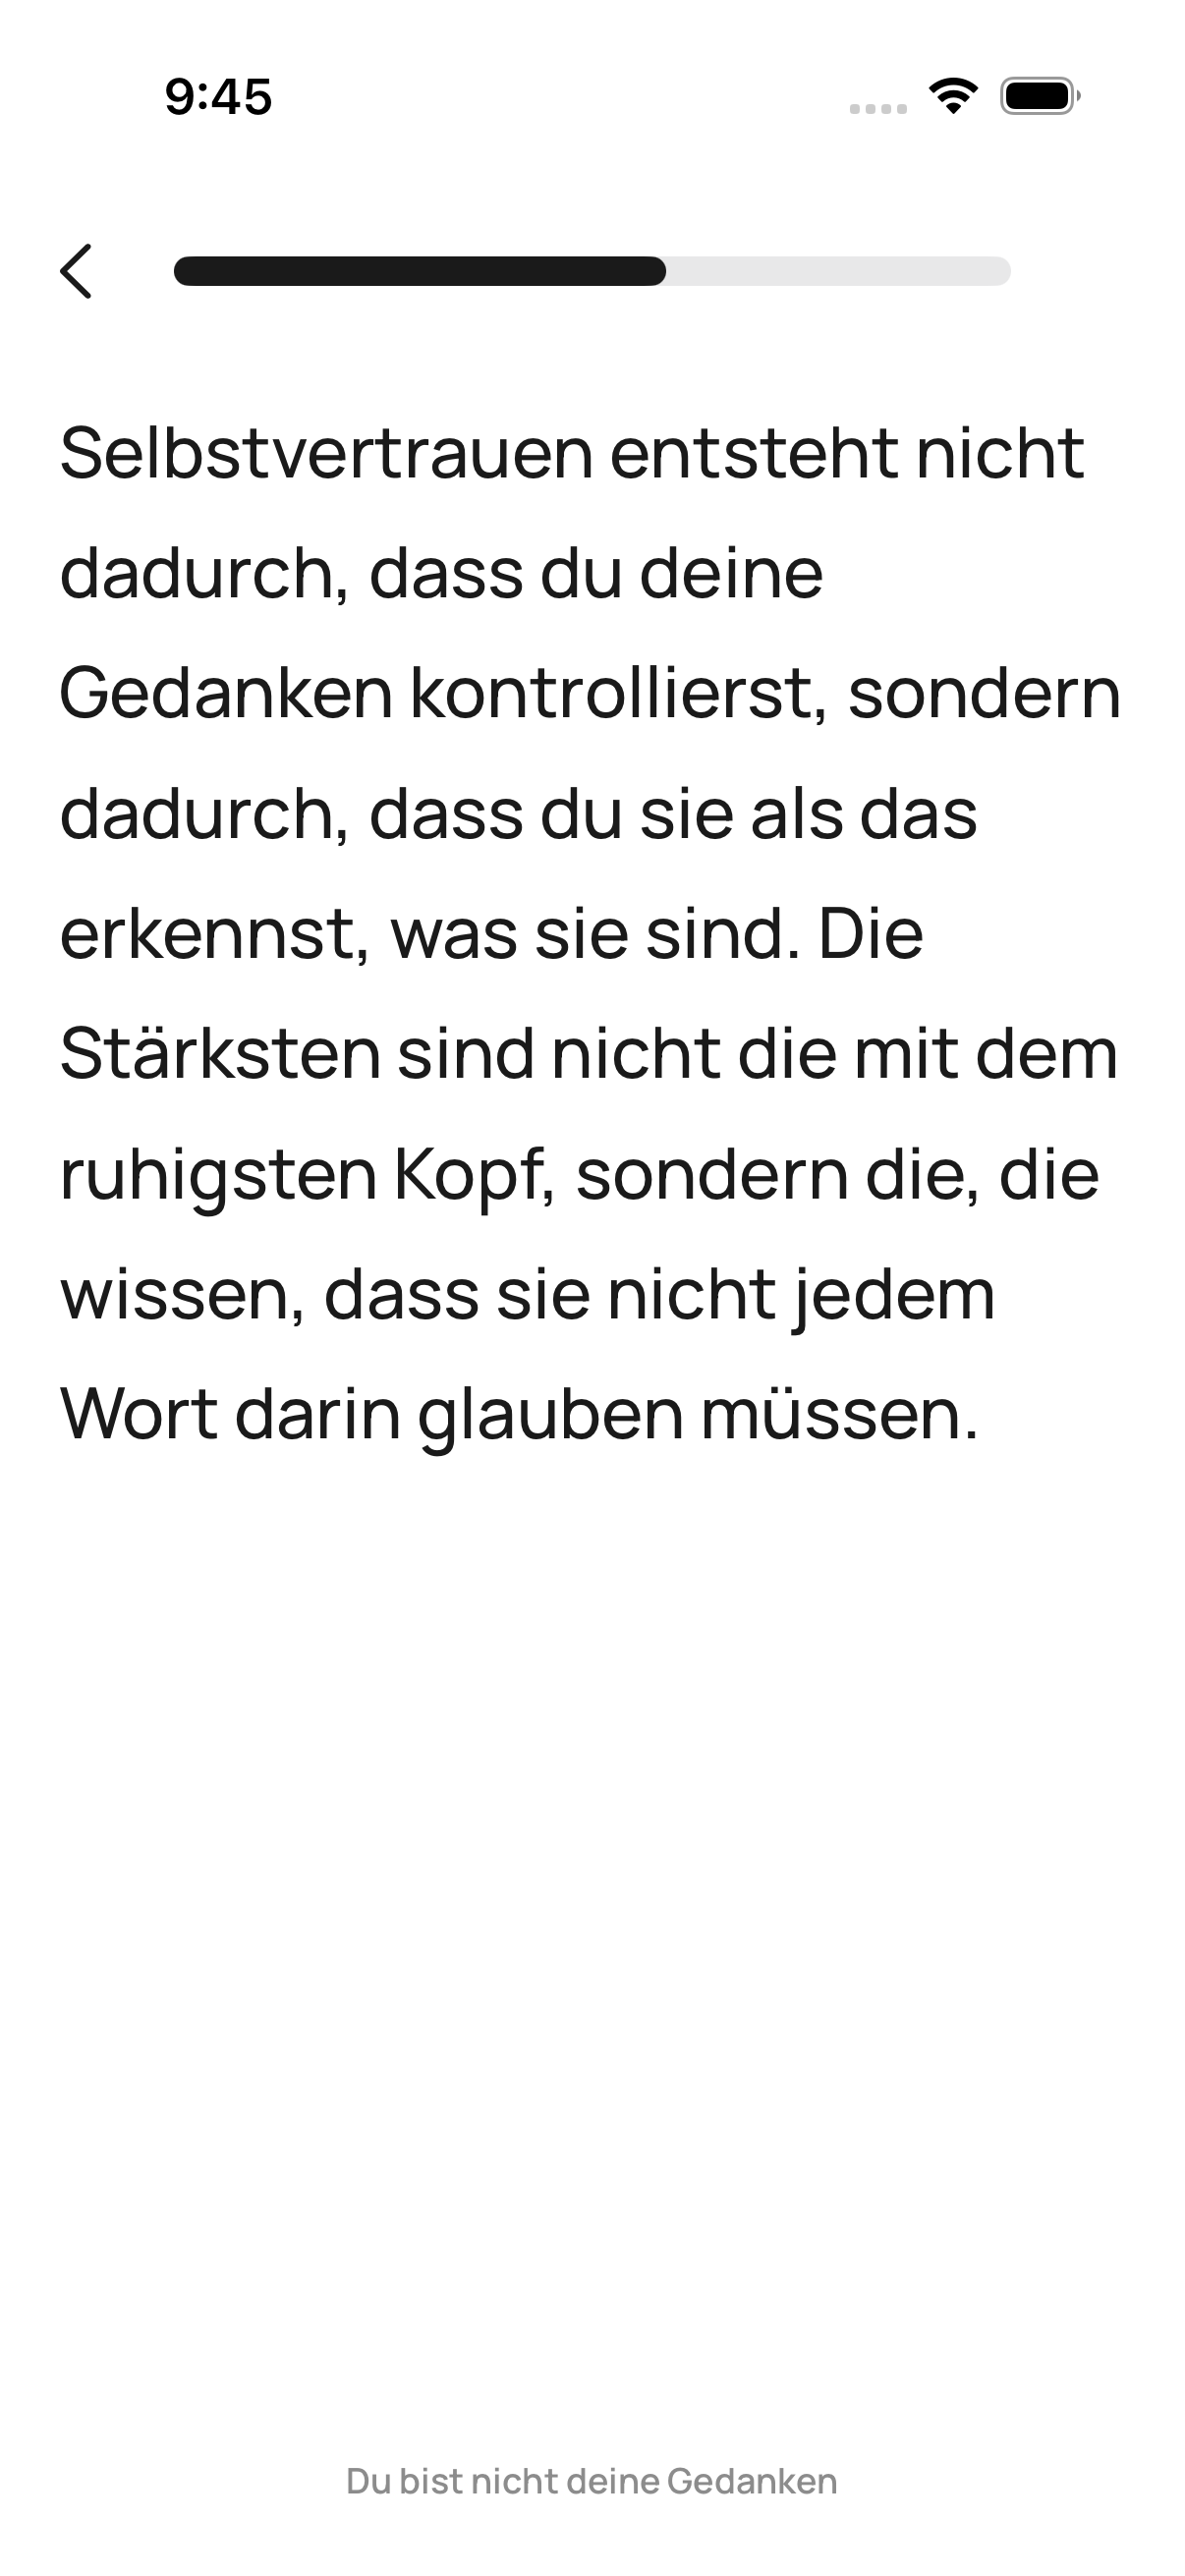 9:45
Selbstvertrauen entsteht nicht
dadurch, dass du deine
Gedanken kontrollierst, sondern
dadurch, dass du sie als das
erkennst, was sie sind. Die
Stärksten sind nicht die mit dem
ruhigsten Kopf, sondern die, die
wissen, dass sie nicht jedem
Wort darin glauben müssen.
Du bist nicht deine Gedanken